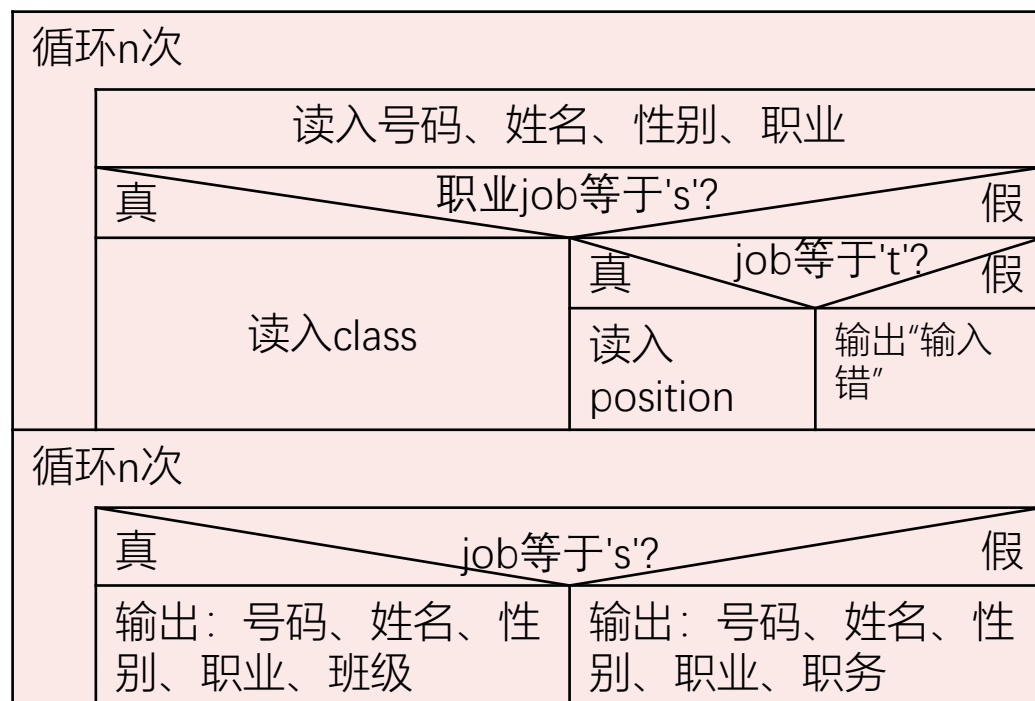 循环n次
读入号码、姓名、性别、职业
职业job等于's'?
真
假
job等于't'?
真
假
读入class
读入
position
输出"输入
错"
循环n次
job等于's'?
真
假
输出：号码、姓名、性
别、职业、班级
输出：号码、姓名、性
别、职业、职务